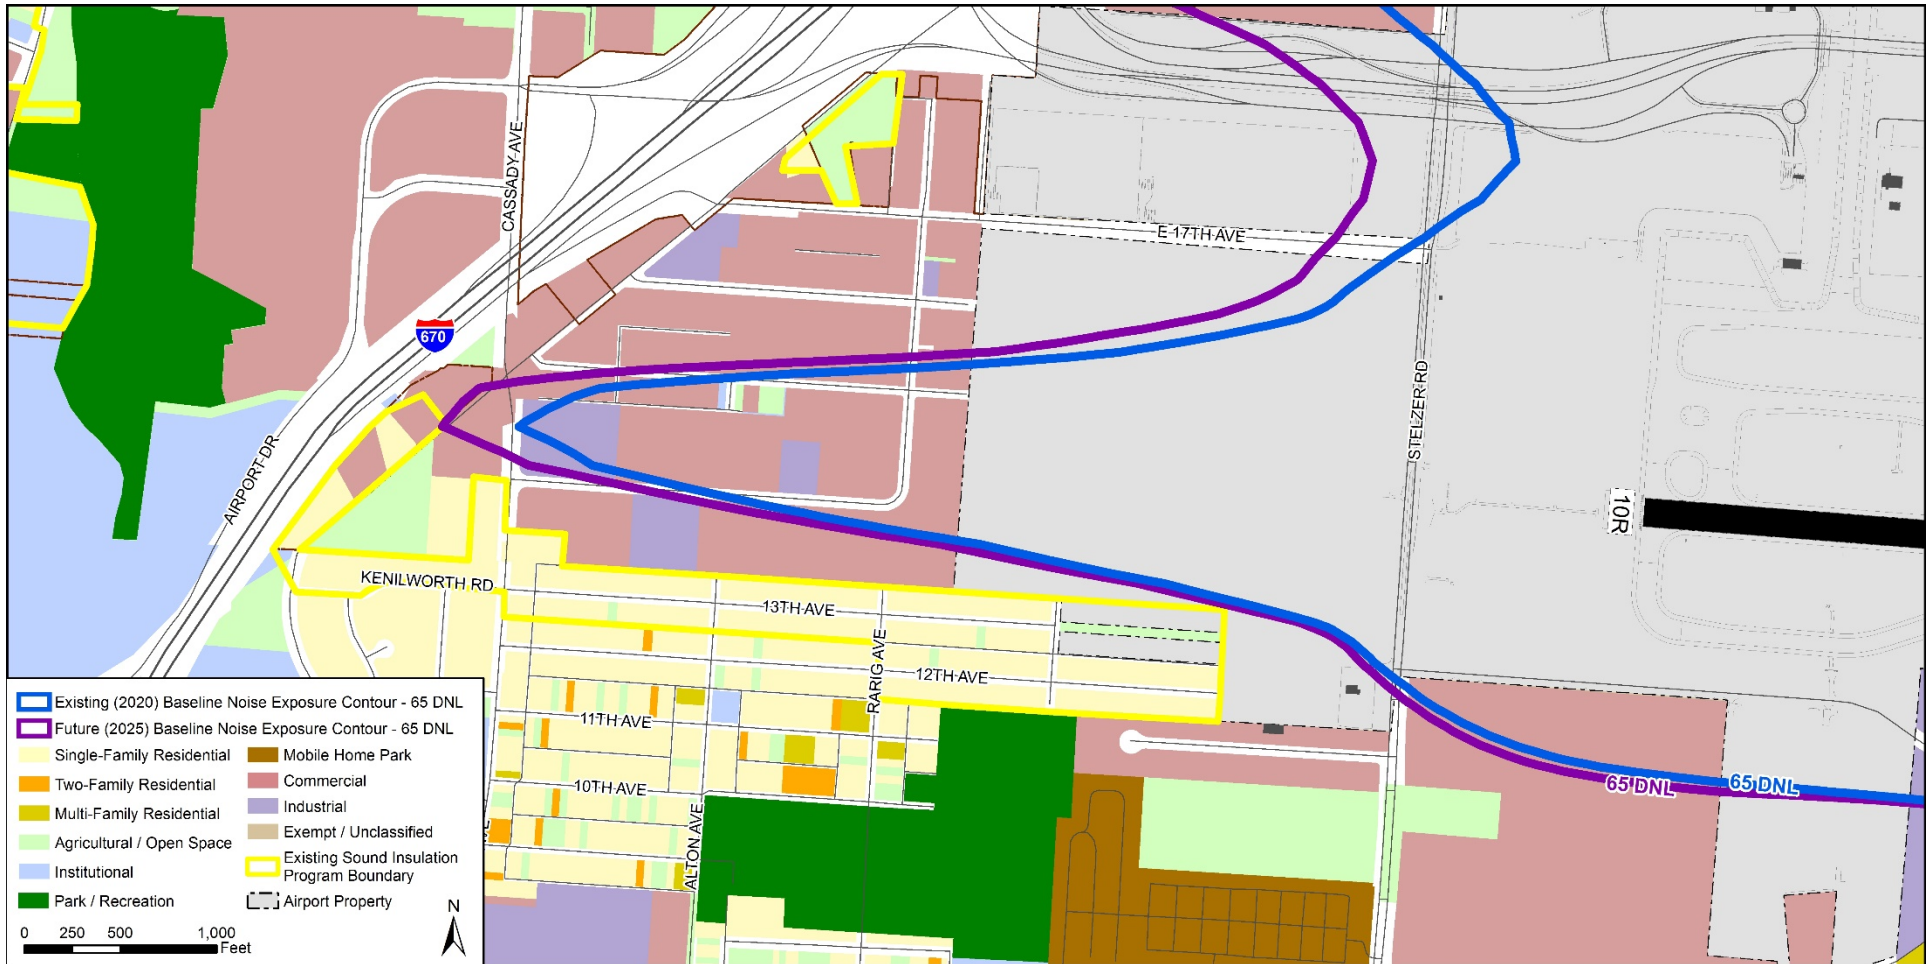 CASSADY AVE
E 17TH AVE
670
STELZER RD
AIRPORT DR
10R
KENILWORTH RD
13TH AVE
RARIG AVE
12TH AVE
11TH AVE
10TH AVE
ALTON AVE
65 DNL
65 DNL
Existing (2020) Baseline Noise Exposure Contour - 65 DNL
Future (2025) Baseline Noise Exposure Contour - 65 DNL
Single-Family Residential
Two-Family Residential
Multi-Family Residential
Agricultural / Open Space
Institutional
Park / Recreation
Mobile Home Park
Commercial
Industrial
Exempt / Unclassified
Existing Sound Insulation
Program Boundary
Airport Property
N
0 250 500 1,000
Feet